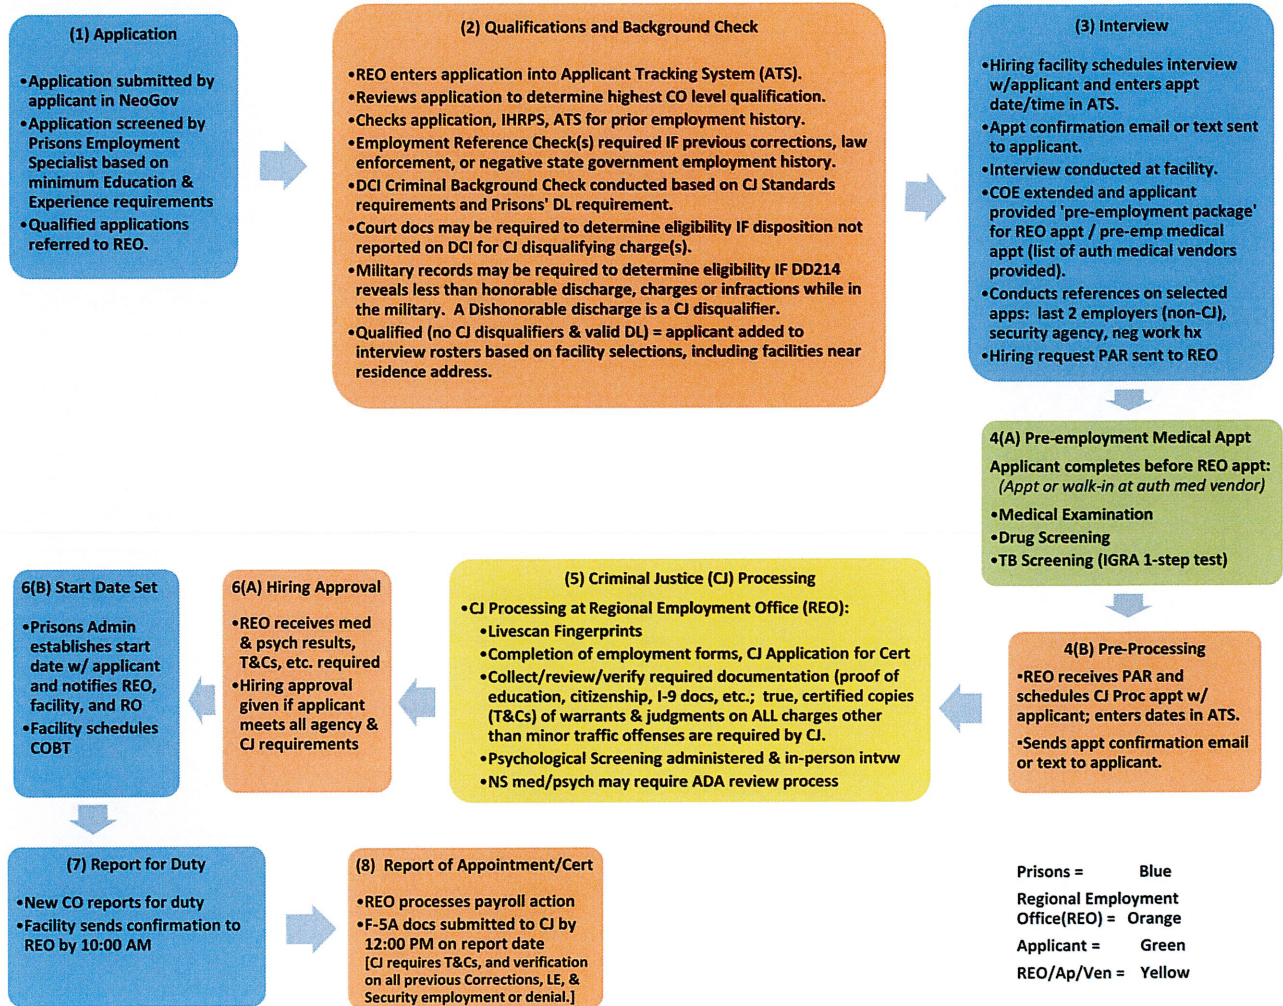 (1) Application
•Application submitted by
applicant in NeoGov
•Application screened by
Prisons Employment
Specialist based on
minimum Education &
Experience requirements
•Qualified applications
referred to REO.
(2) Qualifications and Background Check
•REO enters application into Applicant Tracking System (ATS).
•Reviews application to determine highest CO level qualification.
•Checks application, IHRPS, ATS for prior employment history.
•Employment Reference Check(s) required IF previous corrections, law
enforcement, or negative state government employment history.
•DCI Criminal Background Check conducted based on CJ Standards
requirements and Prisons' DL requirement.
•Court docs may be required to determine eligibility IF disposition not
reported on DCI for CJ disqualifying charge(s).
•Military records may be required to determine eligibility IF DD214
reveals less than honorable discharge, charges or infractions while in
the military.  A Dishonorable discharge is a CJ disqualifier.
•Qualified (no CJ disqualifiers & valid DL) = applicant added to
interview rosters based on facility selections, including facilities near
residence address.
(3) Interview
•Hiring facility schedules interview
w/applicant and enters appt
date/time in ATS.
•Appt confirmation email or text sent
to applicant.
•Interview conducted at facility.
•COE extended and applicant
provided 'pre-employment package'
for REO appt / pre-emp medical
appt (list of auth medical vendors
provided).
•Conducts references on selected
apps:  last 2 employers (non-CJ),
security agency, neg work hx
•Hiring request PAR sent to REO
4(A) Pre-employment Medical Appt
Applicant completes before REO appt:
(Appt or walk-in at auth med vendor)
•Medical Examination
•Drug Screening
•TB Screening (IGRA 1-step test)
4(B) Pre-Processing
•REO receives PAR and
schedules CJ Proc appt w/
applicant; enters dates in ATS.
•Sends appt confirmation email
or text to applicant.
(5) Criminal Justice (CJ) Processing
•CJ Processing at Regional Employment Office (REO):
•Livescan Fingerprints
•Completion of employment forms, CJ Application for Cert
•Collect/review/verify required documentation (proof of
education, citizenship, I-9 docs, etc.;  true, certified copies
(T&Cs) of warrants & judgments on ALL charges other
than minor traffic offenses are required by CJ.
•Psychological Screening administered & in-person intvw
•NS med/psych may require ADA review process
6(A) Hiring Approval
•REO receives med
& psych results,
T&Cs, etc. required
•Hiring approval
given if applicant
meets all agency &
CJ requirements
6(B) Start Date Set
•Prisons Admin
establishes start
date w/ applicant
and notifies REO,
facility, and RO
•Facility schedules
COBT
(7) Report for Duty
•New CO reports for duty
•Facility sends confirmation to
REO by 10:00 AM
(8)  Report of Appointment/Cert
•REO processes payroll action
•F-5A docs submitted to CJ by
12:00 PM on report date
[CJ requires T&Cs, and verification
on all previous Corrections, LE, &
Security employment or denial.]
Prisons = Blue
Regional Employment
Office(REO) = Orange
Applicant = Green
REO/Ap/Ven = Yellow